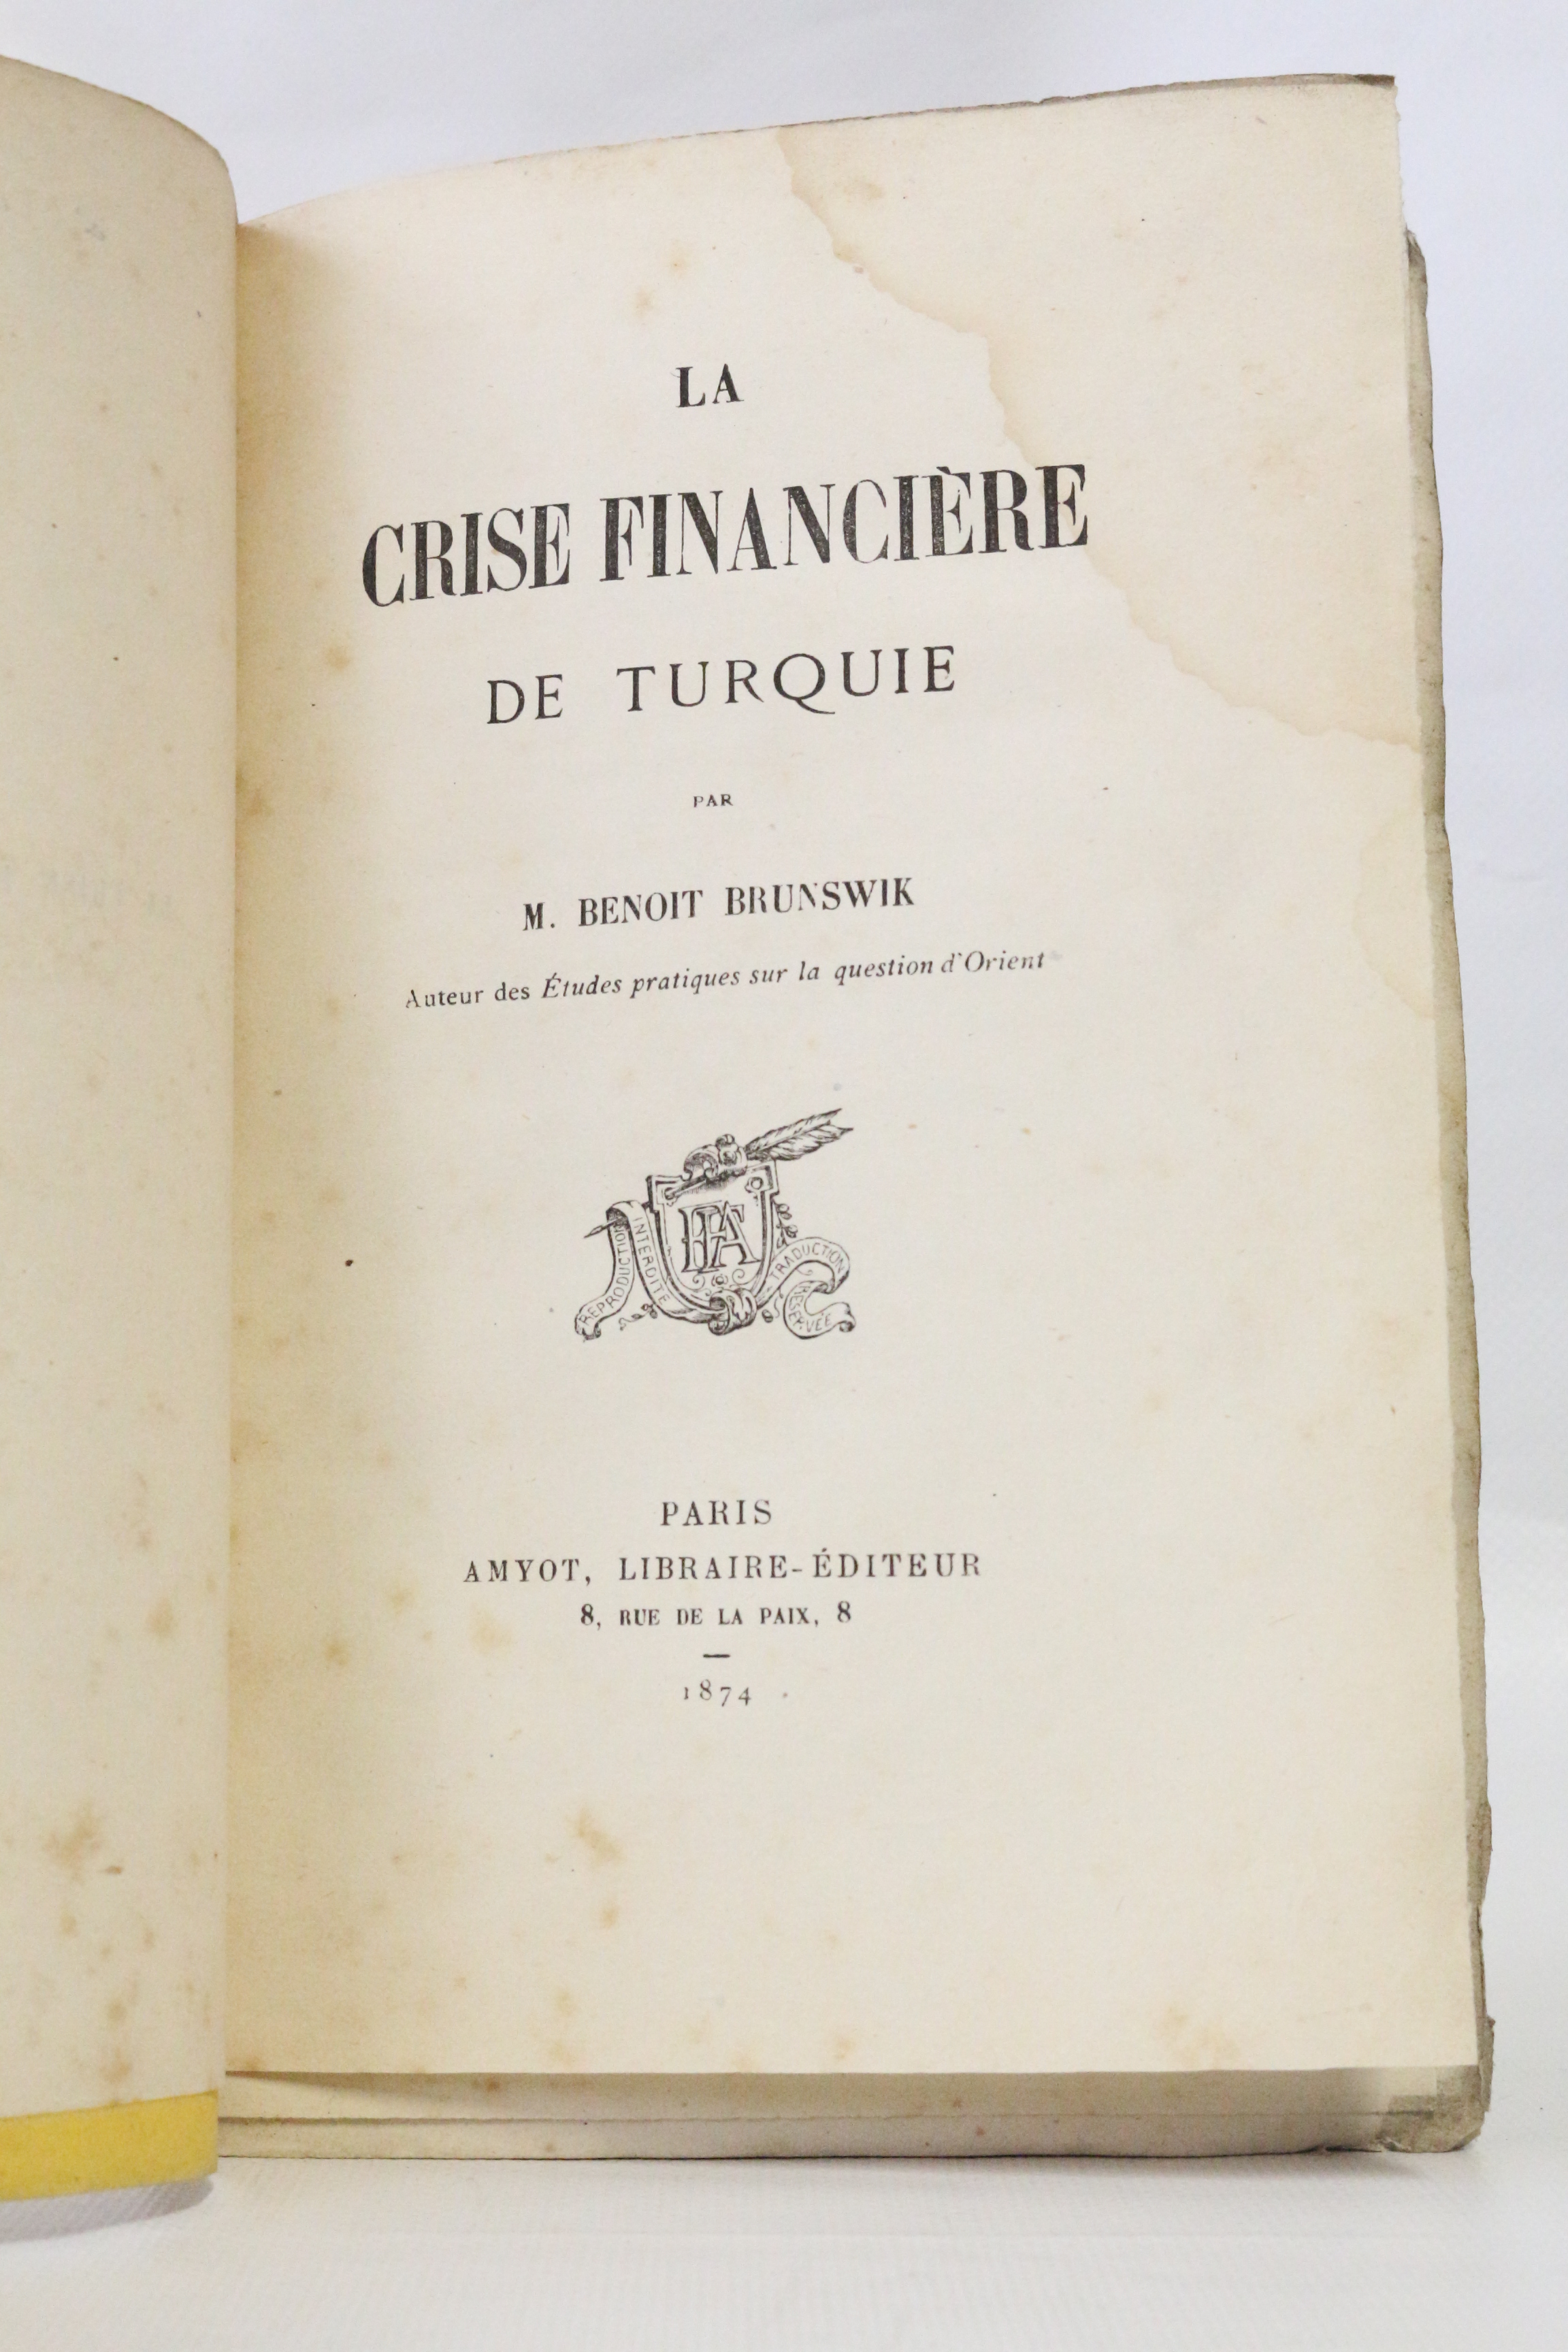 LA
CRISE FINANCIÈRE
DE TURQUIE
PAR
M. BENOIT BRUNSWIK
Auteur des Études pratiques sur la question d'Orient
REPRODUCTION INTERDITE
TRADUCTION RÉSERVÉE
PARIS
AMYOT, LIBRAIRE-ÉDITEUR
8, RUE DE LA PAIX, 8
1874